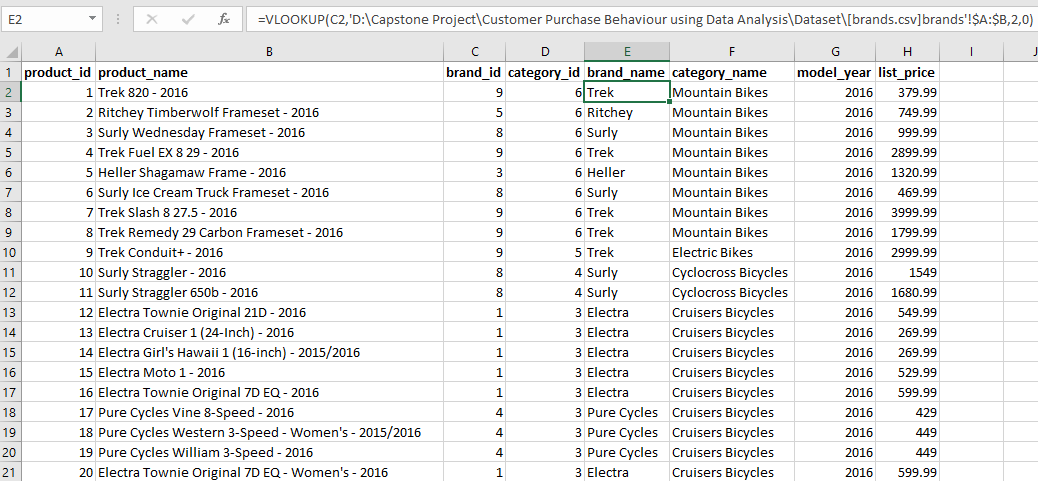 E2 fx =VLOOKUP(C2,'D:\Capstone Project\Customer Purchase Behaviour using Data Analysis\Dataset\[brands.csv]brands'!$A:$B,2,0)
A B C D E F G H I J
1 product_id product_name brand_id category_id brand_name category_name model_year list_price
2 1 Trek 820 - 2016 9 6 Trek Mountain Bikes 2016 379.99
3 2 Ritchey Timberwolf Frameset - 2016 5 6 Ritchey Mountain Bikes 2016 749.99
4 3 Surly Wednesday Frameset - 2016 8 6 Surly Mountain Bikes 2016 999.99
5 4 Trek Fuel EX 8 29 - 2016 9 6 Trek Mountain Bikes 2016 2899.99
6 5 Heller Shagamaw Frame - 2016 3 6 Heller Mountain Bikes 2016 1320.99
7 6 Surly Ice Cream Truck Frameset - 2016 8 6 Surly Mountain Bikes 2016 469.99
8 7 Trek Slash 8 27.5 - 2016 9 6 Trek Mountain Bikes 2016 3999.99
9 8 Trek Remedy 29 Carbon Frameset - 2016 9 6 Trek Mountain Bikes 2016 1799.99
10 9 Trek Conduit+ - 2016 9 5 Trek Electric Bikes 2016 2999.99
11 10 Surly Straggler - 2016 8 4 Surly Cyclocross Bicycles 2016 1549
12 11 Surly Straggler 650b - 2016 8 4 Surly Cyclocross Bicycles 2016 1680.99
13 12 Electra Townie Original 21D - 2016 1 3 Electra Cruisers Bicycles 2016 549.99
14 13 Electra Cruiser 1 (24-Inch) - 2016 1 3 Electra Cruisers Bicycles 2016 269.99
15 14 Electra Girl's Hawaii 1 (16-inch) - 2015/2016 1 3 Electra Cruisers Bicycles 2016 269.99
16 15 Electra Moto 1 - 2016 1 3 Electra Cruisers Bicycles 2016 529.99
17 16 Electra Townie Original 7D EQ - 2016 1 3 Electra Cruisers Bicycles 2016 599.99
18 17 Pure Cycles Vine 8-Speed - 2016 4 3 Pure Cycles Cruisers Bicycles 2016 429
19 18 Pure Cycles Western 3-Speed - Women's - 2015/2016 4 3 Pure Cycles Cruisers Bicycles 2016 449
20 19 Pure Cycles William 3-Speed - 2016 4 3 Pure Cycles Cruisers Bicycles 2016 449
21 20 Electra Townie Original 7D EQ - Women's - 2016 1 3 Electra Cruisers Bicycles 2016 599.99